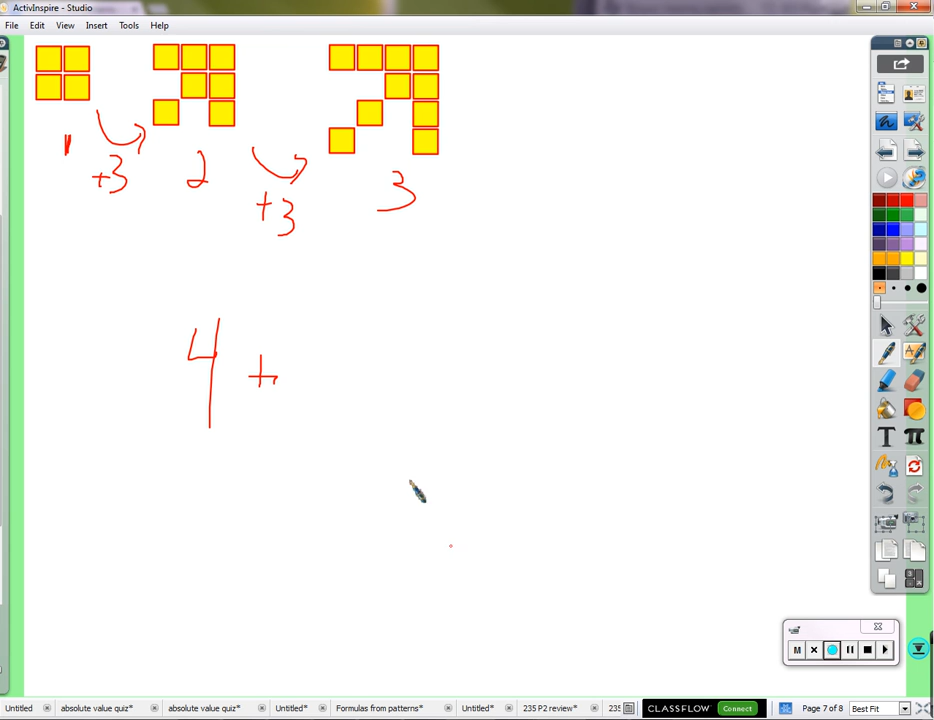 ActivInspire - Studio
File Edit View Insert Tools Help
1 2 3
+3 +3
4 +
T π
M
Page 7 of 8 Best Fit
Untitled absolute value quiz* absolute value quiz* Untitled* Formulas from patterns* Untitled* 235 P2 review* 235 CLASSFLOW Connect